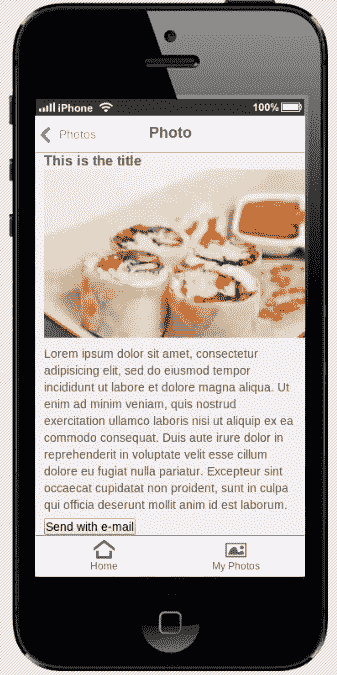 iPhone 100%
Photos Photo
This is the title
Lorem ipsum dolor sit amet, consectetur
adipisicing elit, sed do eiusmod tempor
incididunt ut labore et dolore magna aliqua. Ut
enim ad minim veniam, quis nostrud
exercitation ullamco laboris nisi ut aliquip ex ea
commodo consequat. Duis aute irure dolor in
reprehenderit in voluptate velit esse cillum
dolore eu fugiat nulla pariatur. Excepteur sint
occaecat cupidatat non proident, sunt in culpa
qui officia deserunt mollit anim id est laborum.
Send with e-mail
Home My Photos